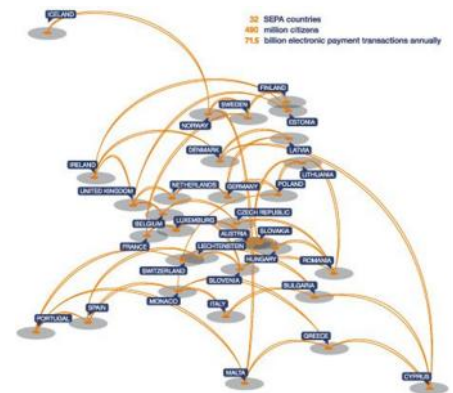 ICELAND
32 SEPA countries
490 million citizens
71.5 billion electronic payment transactions annually
FINLAND
SWEDEN
NORWAY
ESTONIA
DENMARK
LATVIA
IRELAND
LITHUANIA
UNITED KINGDOM
NETHERLANDS
GERMANY
POLAND
CZECH REPUBLIC
BELGIUM
LUXEMBURG
AUSTRIA
SLOVAKIA
FRANCE
LIECHTENSTEIN
HUNGARY
ROMANIA
SWITZERLAND
SLOVENIA
BULGARIA
MONACO
ITALY
SPAIN
PORTUGAL
GREECE
MALTA
CYPRUS